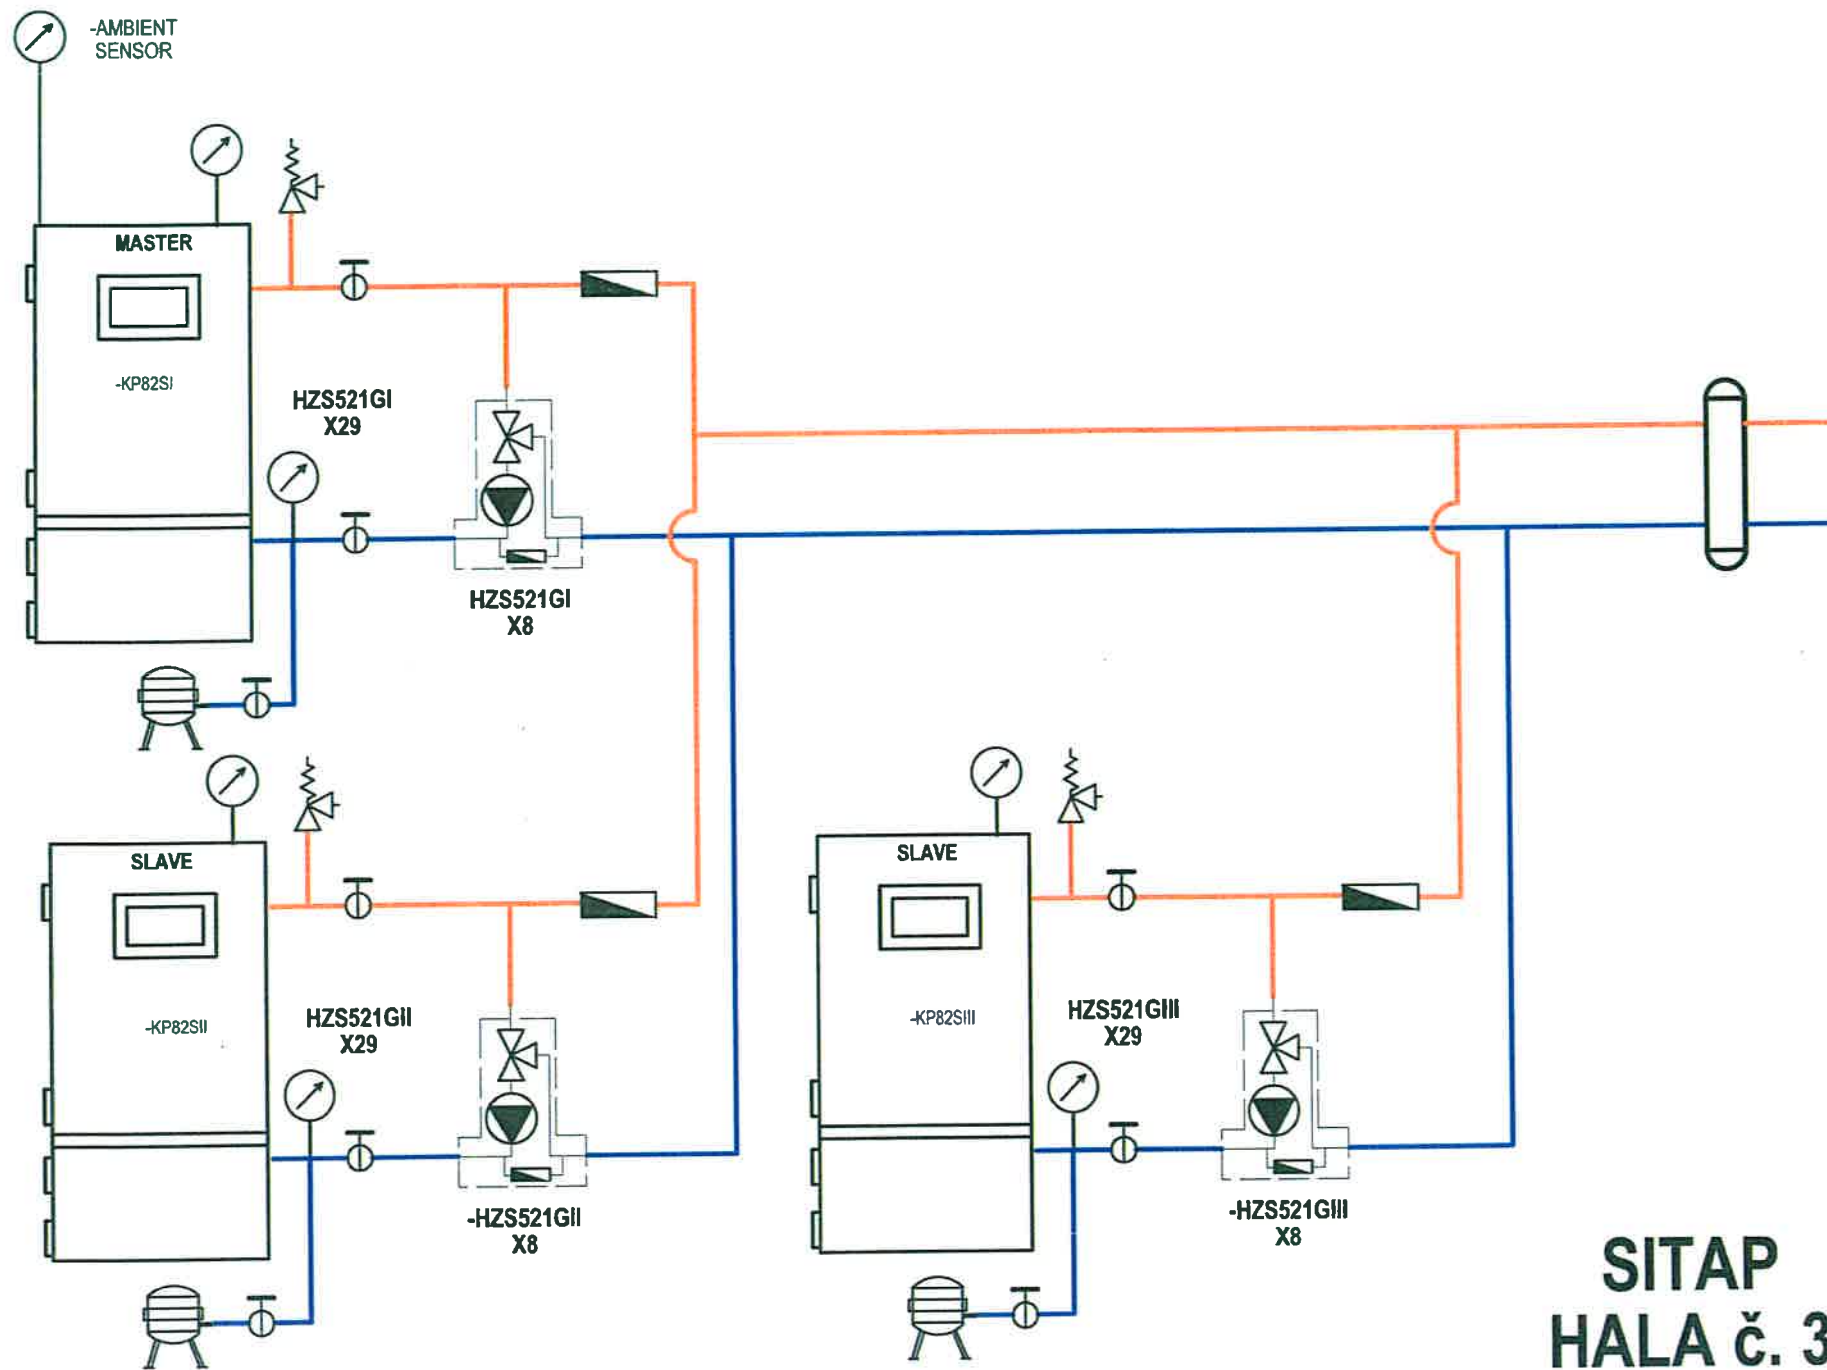 -AMBIENT
SENSOR
MASTER
-KP82SI
HZS521GI
X29
HZS521GI
X8
SLAVE
-KP82SII
HZS521GII
X29
-HZS521GII
X8
SLAVE
-KP82SIII
HZS521GIII
X29
-HZS521GIII
X8
SITAP
HALA č. 3